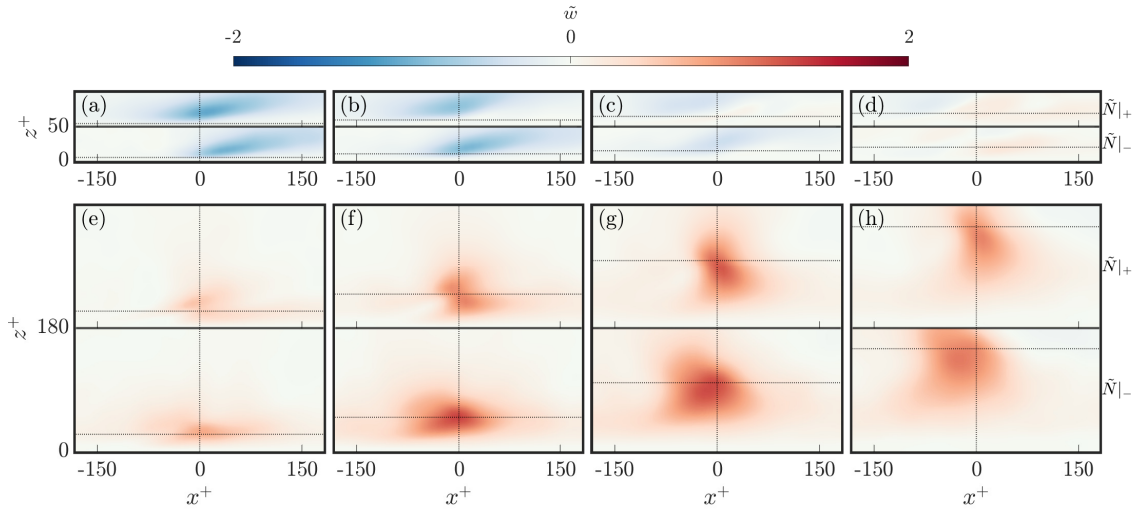 w̃
-2 0 2
(a) (b) (c) (d) Ñ|₊
z⁺ 50
0 Ñ|₋
-150 0 150 -150 0 150 -150 0 150 -150 0 150
(e) (f) (g) (h)
Ñ|₊
z⁺ 180
Ñ|₋
0
-150 0 150 -150 0 150 -150 0 150 -150 0 150
x⁺ x⁺ x⁺ x⁺